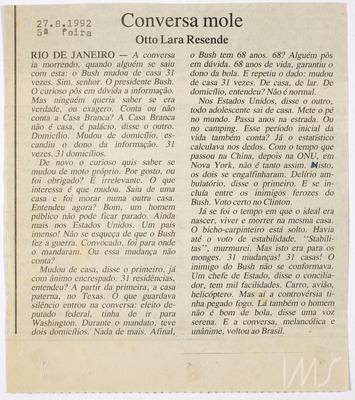 27.8.1992
5ª feira
Conversa mole
Otto Lara Resende
RIO DE JANEIRO — A conversa
ia morrendo, quando alguém se saiu
com esta: o Bush mudou de casa 31
vezes. Sim, senhor. O presidente Bush.
O curioso pôs em dúvida a informação.
Mas ninguém queria saber se era
verdade, ou exagero. Conta ou não
conta a Casa Branca? A Casa Branca
não é casa, é palácio, disse o outro.
Domicílio. Mudou de domicílio, es-
candiu o dono da informação. 31
vezes. 31 domicílios.
De novo o curioso quis saber se
mudou de moto próprio. Por gosto, ou
foi obrigado? É irrelevante. O que
interessa é que mudou. Saiu de uma
casa e foi morar numa outra casa.
Entendeu agora? Bom, um homem
público não pode ficar parado. Ainda
mais nos Estados Unidos. Um país
imenso! Não se esqueça de que o Bush
fez a guerra. Convocado, foi para onde
o mandaram. Ou essa mudança não
conta?
Mudou de casa, disse o primeiro, já
com ânimo encrespado. 31 residências,
entendeu? A partir da primeira, a casa
paterna, no Texas. O que guardava
silêncio entrou na conversa: eleito de-
putado federal, tinha de ir para
Washington. Durante o mandato, teve
dois domicílios. Nada de mais. Afinal,
o Bush tem 68 anos. 68? Alguém pôs
em dúvida. 68 anos de vida, garantiu o
dono da bola. E repetiu o dado: mudou
de casa 31 vezes. De casa, de lar. De
domicílio, entendeu? Não é normal.
Nos Estados Unidos, disse o outro,
todo adolescente sai de casa. Mete o pé
no mundo. Passa anos na estrada. Ou
no camping. Esse período inicial da
vida também conta? Já o estatístico
calculava nos dedos. Com o tempo que
passou na China, depois na ONU, em
Nova York, não é tanto assim. Nisto,
os dois se engalfinharam. Delírio am-
bulatório, disse o primeiro. E se in-
cluía entre os inimigos ferozes do
Bush. Voto certo no Clinton.
Já se foi o tempo em que o ideal era
nascer, viver e morrer na mesma casa.
O bicho-carpinteiro está solto. Havia
até o voto de estabilidade. "Stabili-
tas", murmurei. Mas isto era para os
monges. 31 mudanças! 31 casas! O
inimigo do Bush não se conformava.
Um chefe de Estado, disse o concilia-
dor, tem mil facilidades. Carro, avião,
helicóptero. Mas aí a controvérsia ti-
nha pegado fogo. Lá também o homem
não é bom de bola, disse uma voz
serena. E a conversa, melancólica e
unânime, voltou ao Brasil.
IMS